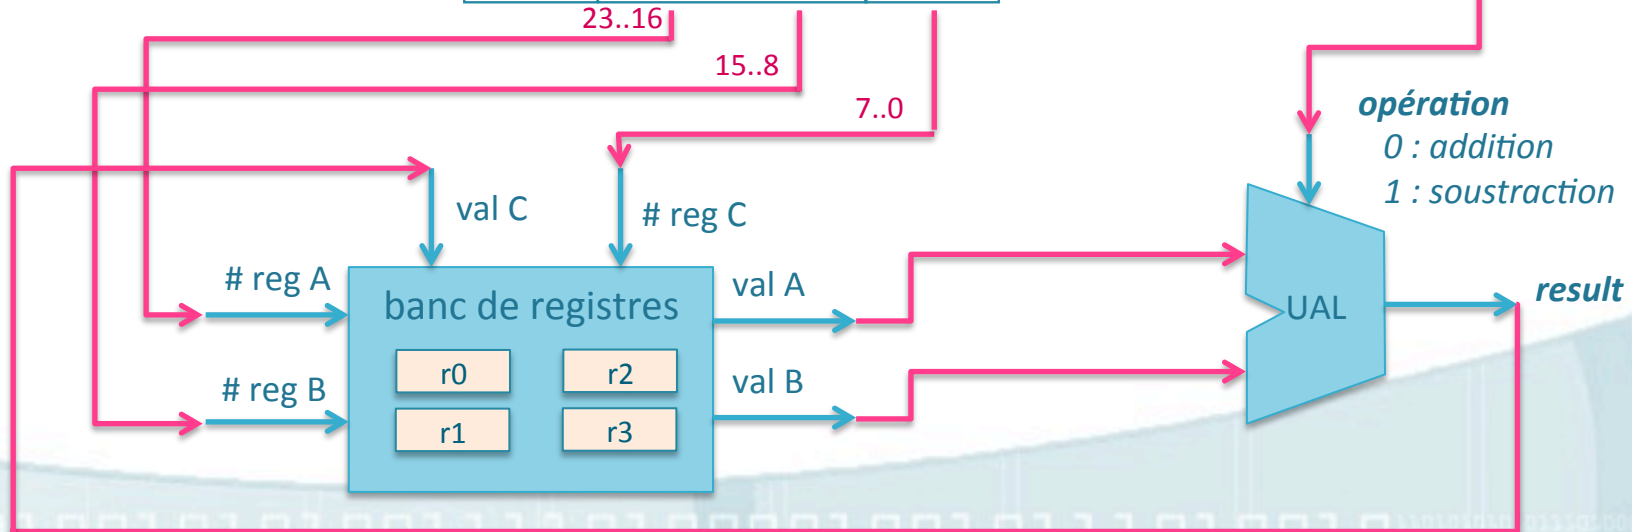 23..16
15..8
7..0
opération
0 : addition
1 : soustraction
val C
# reg C
# reg A
banc de registres
val A
UAL
result
r0
r2
# reg B
val B
r1
r3